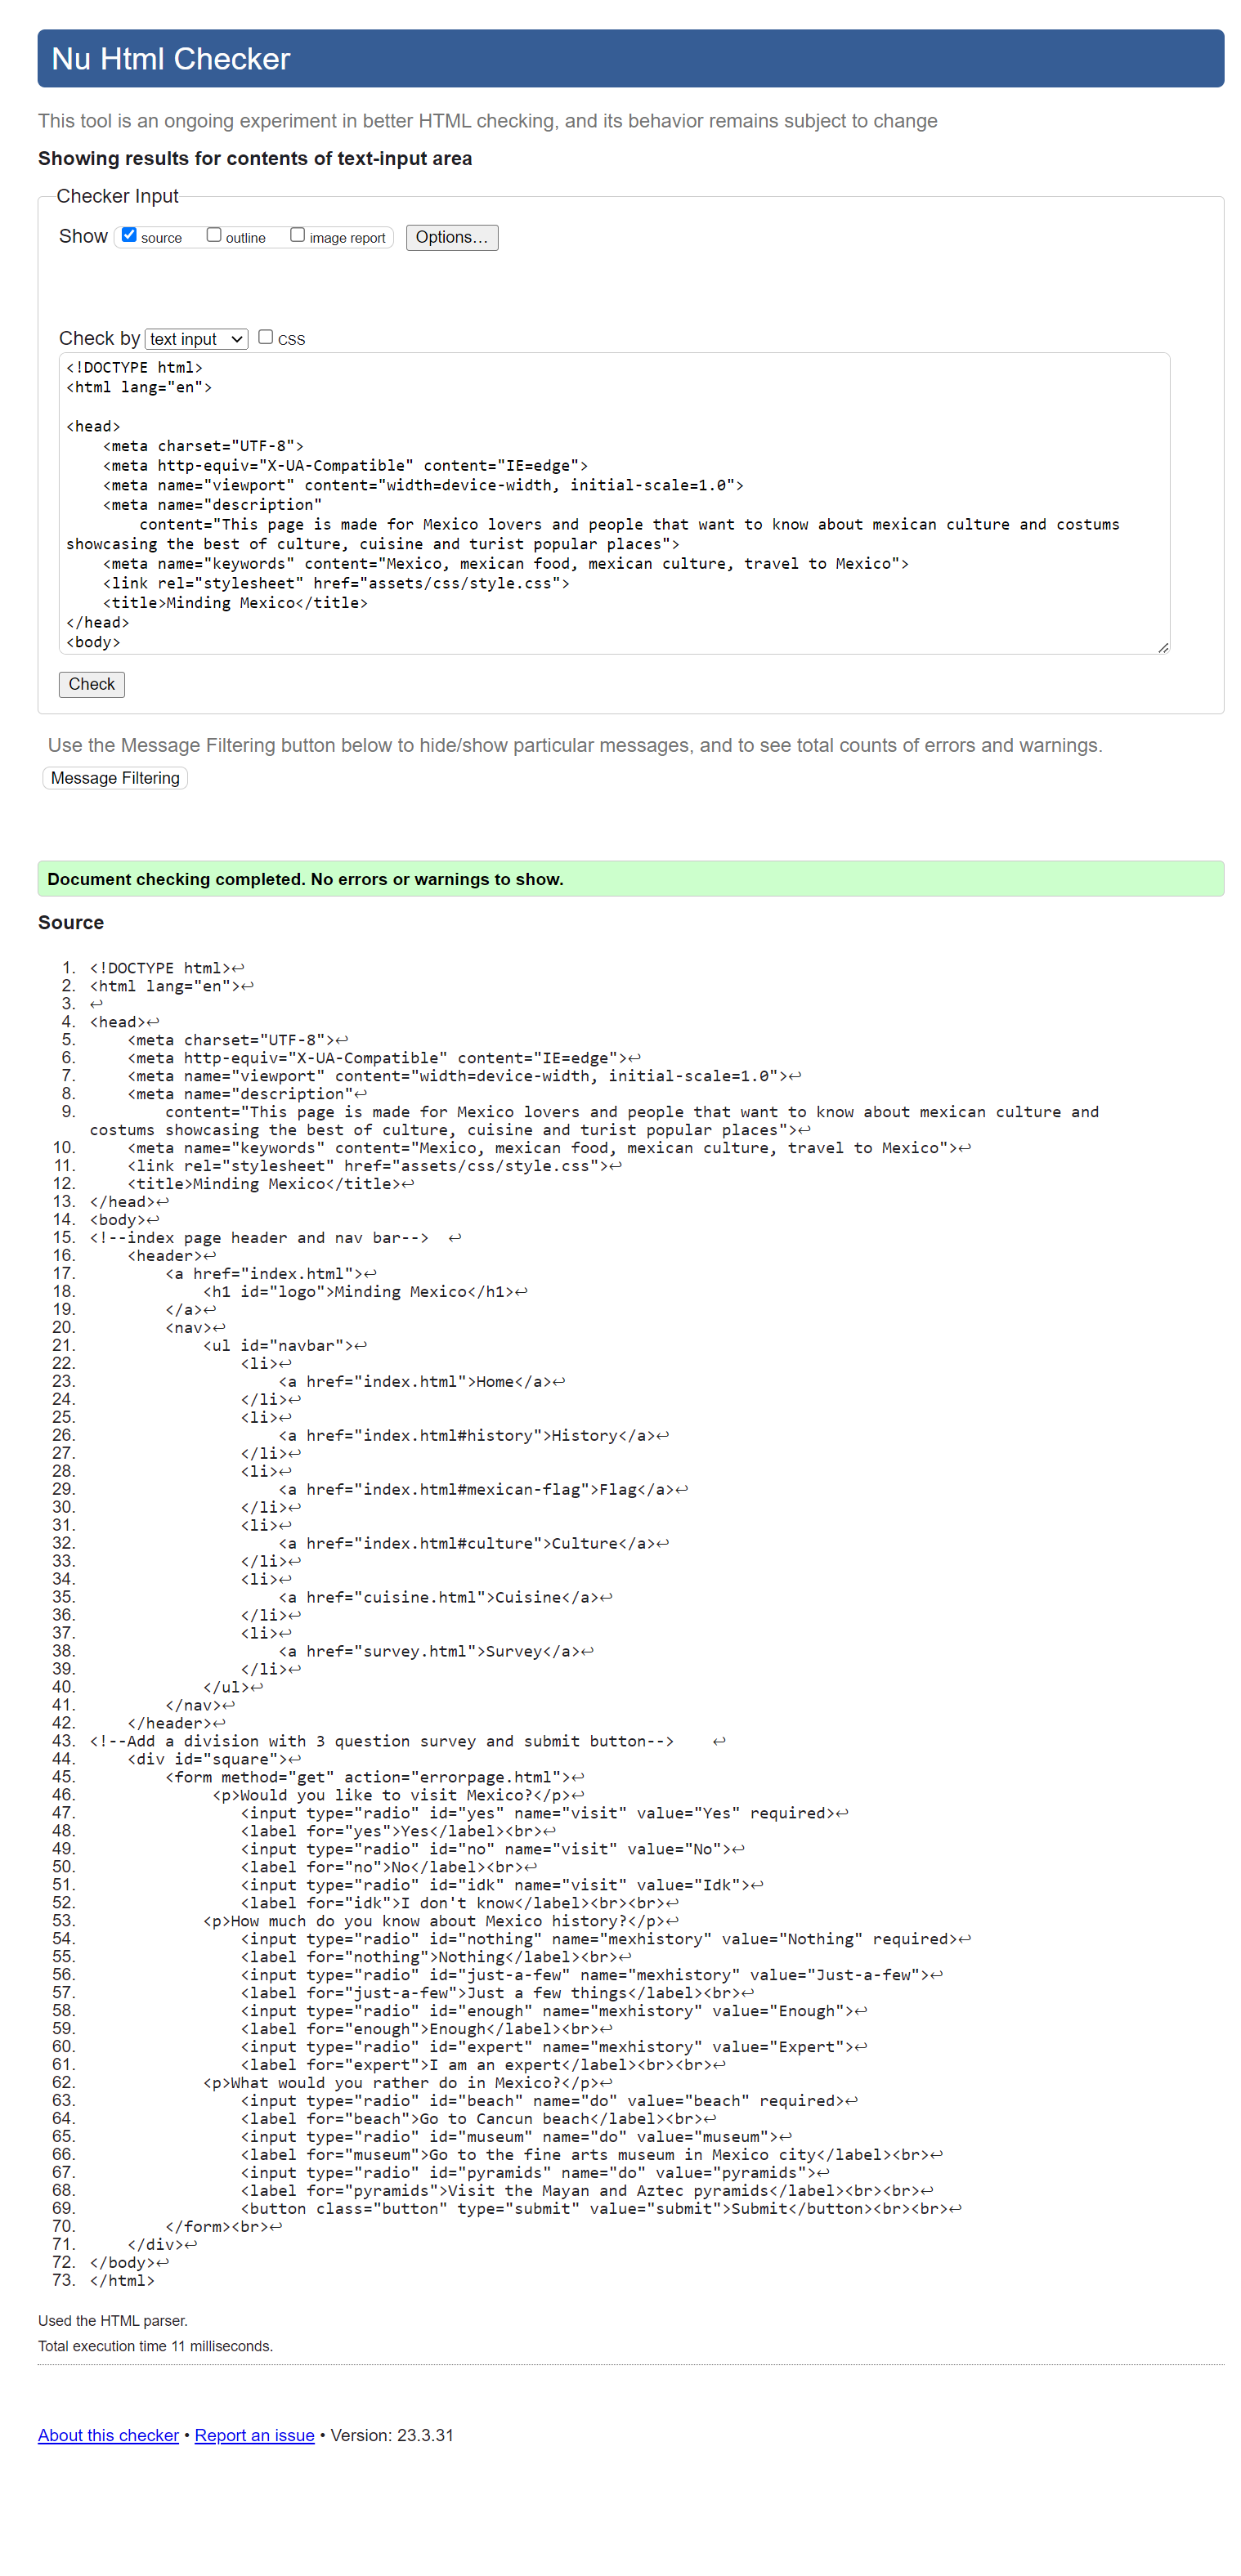 Nu Html Checker
This tool is an ongoing experiment in better HTML checking, and its behavior remains subject to change
Showing results for contents of text-input area
Checker Input
Show source outline image report Options...
Check by text input CSS
<!DOCTYPE html>
<html lang="en">
<head>
    <meta charset="UTF-8">
    <meta http-equiv="X-UA-Compatible" content="IE=edge">
    <meta name="viewport" content="width=device-width, initial-scale=1.0">
    <meta name="description"
        content="This page is made for Mexico lovers and people that want to know about mexican culture and costums
showcasing the best of culture, cuisine and turist popular places">
    <meta name="keywords" content="Mexico, mexican food, mexican culture, travel to Mexico">
    <link rel="stylesheet" href="assets/css/style.css">
    <title>Minding Mexico</title>
</head>
<body>
Check
Use the Message Filtering button below to hide/show particular messages, and to see total counts of errors and warnings.
Message Filtering
Document checking completed. No errors or warnings to show.
Source
1. <!DOCTYPE html>↩
2. <html lang="en">↩
3. ↩
4. <head>↩
5.     <meta charset="UTF-8">↩
6.     <meta http-equiv="X-UA-Compatible" content="IE=edge">↩
7.     <meta name="viewport" content="width=device-width, initial-scale=1.0">↩
8.     <meta name="description"↩
9.         content="This page is made for Mexico lovers and people that want to know about mexican culture and
costums showcasing the best of culture, cuisine and turist popular places">↩
10.     <meta name="keywords" content="Mexico, mexican food, mexican culture, travel to Mexico">↩
11.     <link rel="stylesheet" href="assets/css/style.css">↩
12.     <title>Minding Mexico</title>↩
13. </head>↩
14. <body>↩
15. <!--index page header and nav bar-->  ↩
16.     <header>↩
17.         <a href="index.html">↩
18.             <h1 id="logo">Minding Mexico</h1>↩
19.         </a>↩
20.         <nav>↩
21.             <ul id="navbar">↩
22.                 <li>↩
23.                     <a href="index.html">Home</a>↩
24.                 </li>↩
25.                 <li>↩
26.                     <a href="index.html#history">History</a>↩
27.                 </li>↩
28.                 <li>↩
29.                     <a href="index.html#mexican-flag">Flag</a>↩
30.                 </li>↩
31.                 <li>↩
32.                     <a href="index.html#culture">Culture</a>↩
33.                 </li>↩
34.                 <li>↩
35.                     <a href="cuisine.html">Cuisine</a>↩
36.                 </li>↩
37.                 <li>↩
38.                     <a href="survey.html">Survey</a>↩
39.                 </li>↩
40.             </ul>↩
41.         </nav>↩
42.     </header>↩
43. <!--Add a division with 3 question survey and submit button-->    ↩
44.     <div id="square">↩
45.         <form method="get" action="errorpage.html">↩
46.              <p>Would you like to visit Mexico?</p>↩
47.                 <input type="radio" id="yes" name="visit" value="Yes" required>↩
48.                 <label for="yes">Yes</label><br>↩
49.                 <input type="radio" id="no" name="visit" value="No">↩
50.                 <label for="no">No</label><br>↩
51.                 <input type="radio" id="idk" name="visit" value="Idk">↩
52.                 <label for="idk">I don't know</label><br><br>↩
53.             <p>How much do you know about Mexico history?</p>↩
54.                 <input type="radio" id="nothing" name="mexhistory" value="Nothing" required>↩
55.                 <label for="nothing">Nothing</label><br>↩
56.                 <input type="radio" id="just-a-few" name="mexhistory" value="Just-a-few">↩
57.                 <label for="just-a-few">Just a few things</label><br>↩
58.                 <input type="radio" id="enough" name="mexhistory" value="Enough">↩
59.                 <label for="enough">Enough</label><br>↩
60.                 <input type="radio" id="expert" name="mexhistory" value="Expert">↩
61.                 <label for="expert">I am an expert</label><br><br>↩
62.             <p>What would you rather do in Mexico?</p>↩
63.                 <input type="radio" id="beach" name="do" value="beach" required>↩
64.                 <label for="beach">Go to Cancun beach</label><br>↩
65.                 <input type="radio" id="museum" name="do" value="museum">↩
66.                 <label for="museum">Go to the fine arts museum in Mexico city</label><br>↩
67.                 <input type="radio" id="pyramids" name="do" value="pyramids">↩
68.                 <label for="pyramids">Visit the Mayan and Aztec pyramids</label><br><br>↩
69.                 <button class="button" type="submit" value="submit">Submit</button><br><br>↩
70.         </form><br>↩
71.     </div>↩
72. </body>↩
73. </html>
Used the HTML parser.
Total execution time 11 milliseconds.
About this checker • Report an issue • Version: 23.3.31